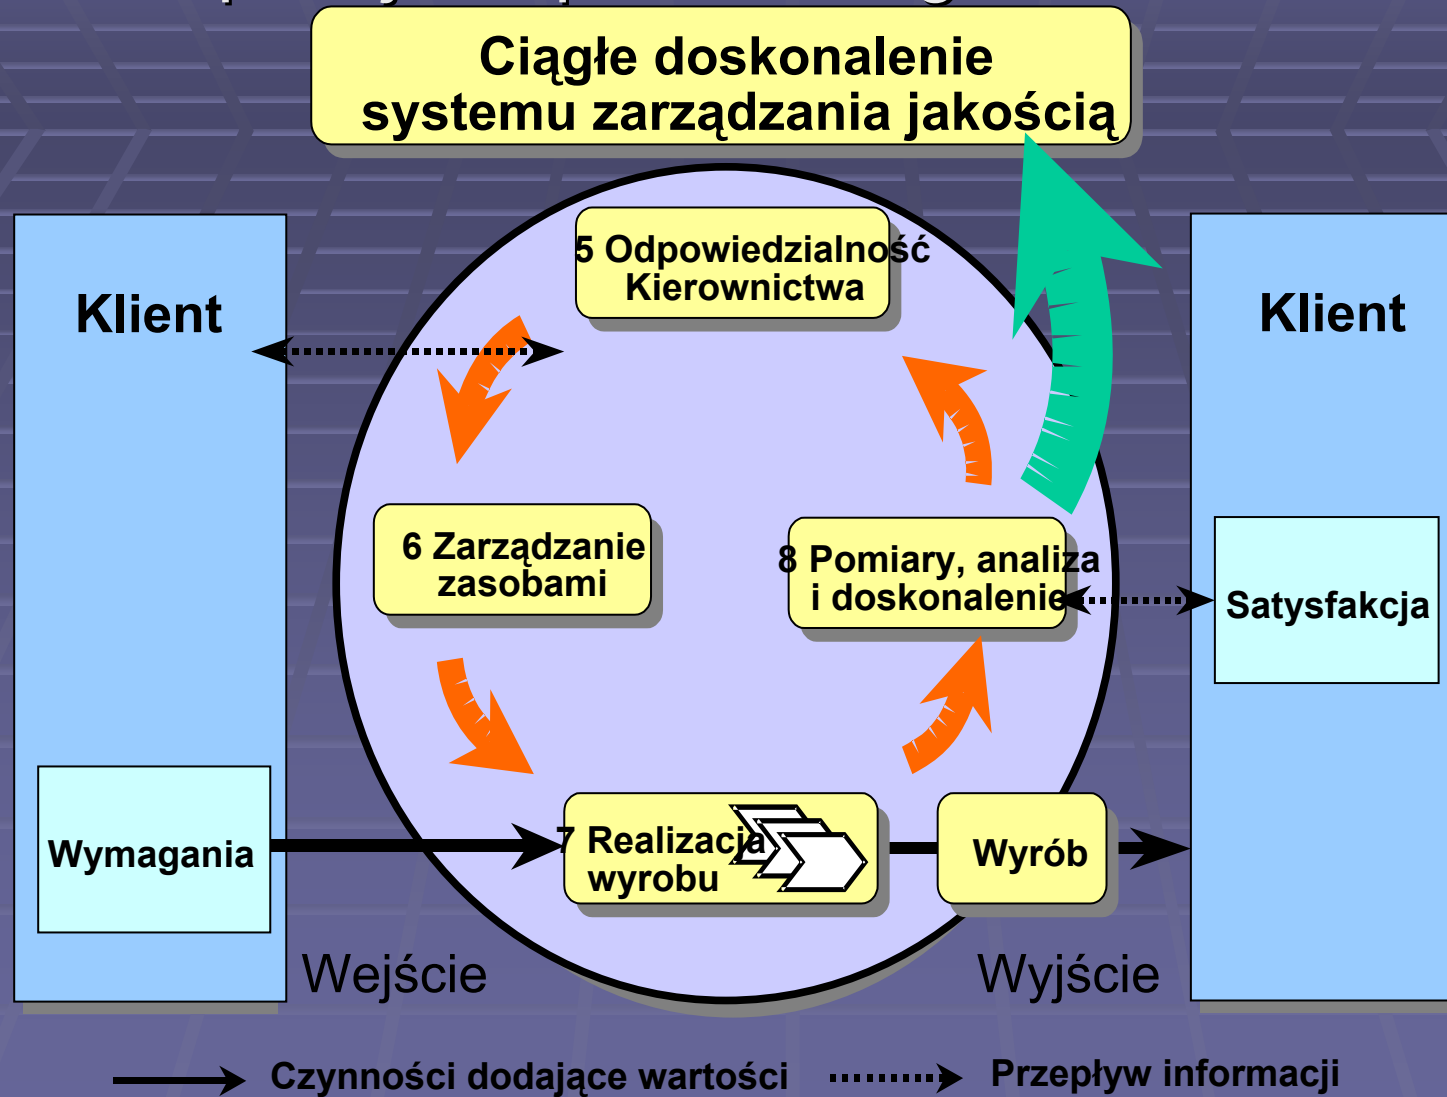 Ciągłe doskonalenie
systemu zarządzania jakością
Klient
5 Odpowiedzialność
Kierownictwa
Klient
6 Zarządzanie
zasobami
8 Pomiary, analiza
i doskonalenie
Satysfakcja
Wymagania
7 Realizacja
wyrobu
Wyrób
Wejście
Wyjście
Czynności dodające wartości
Przepływ informacji